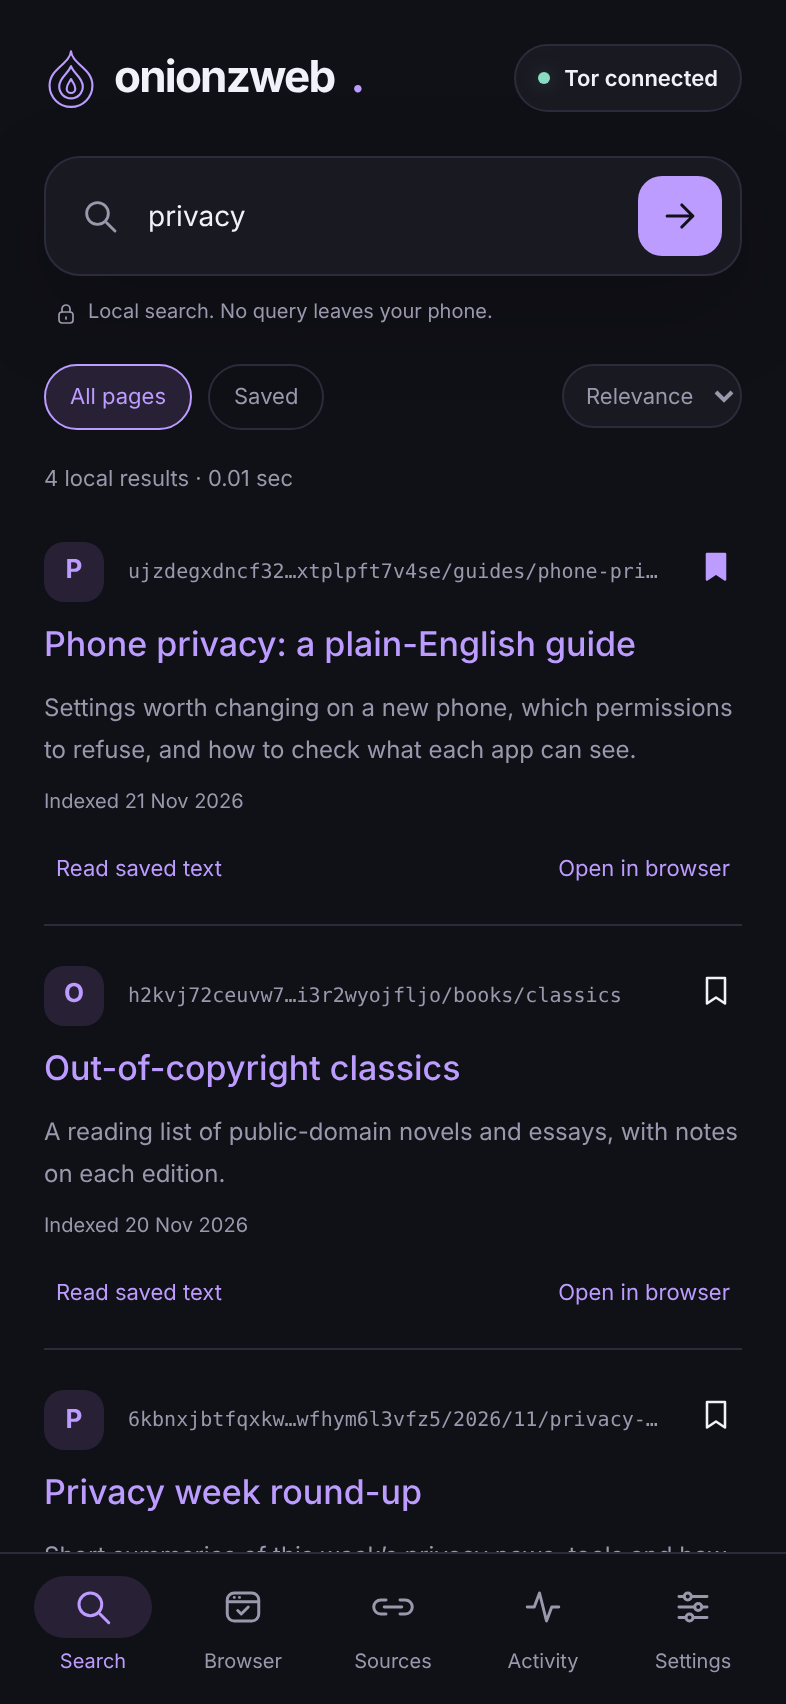 onionzweb .
Tor connected
privacy
Local search. No query leaves your phone.
All pages
Saved
Relevance
4 local results · 0.01 sec
P
ujzdegxdncf32…xtplpft7v4se/guides/phone-pri…
Phone privacy: a plain-English guide
Settings worth changing on a new phone, which permissions
to refuse, and how to check what each app can see.
Indexed 21 Nov 2026
Read saved text
Open in browser
O
h2kvj72ceuvw7…i3r2wyojfljo/books/classics
Out-of-copyright classics
A reading list of public-domain novels and essays, with notes
on each edition.
Indexed 20 Nov 2026
Read saved text
Open in browser
P
6kbnxjbtfqxkw…wfhym6l3vfz5/2026/11/privacy-…
Privacy week round-up
Search
Browser
Sources
Activity
Settings